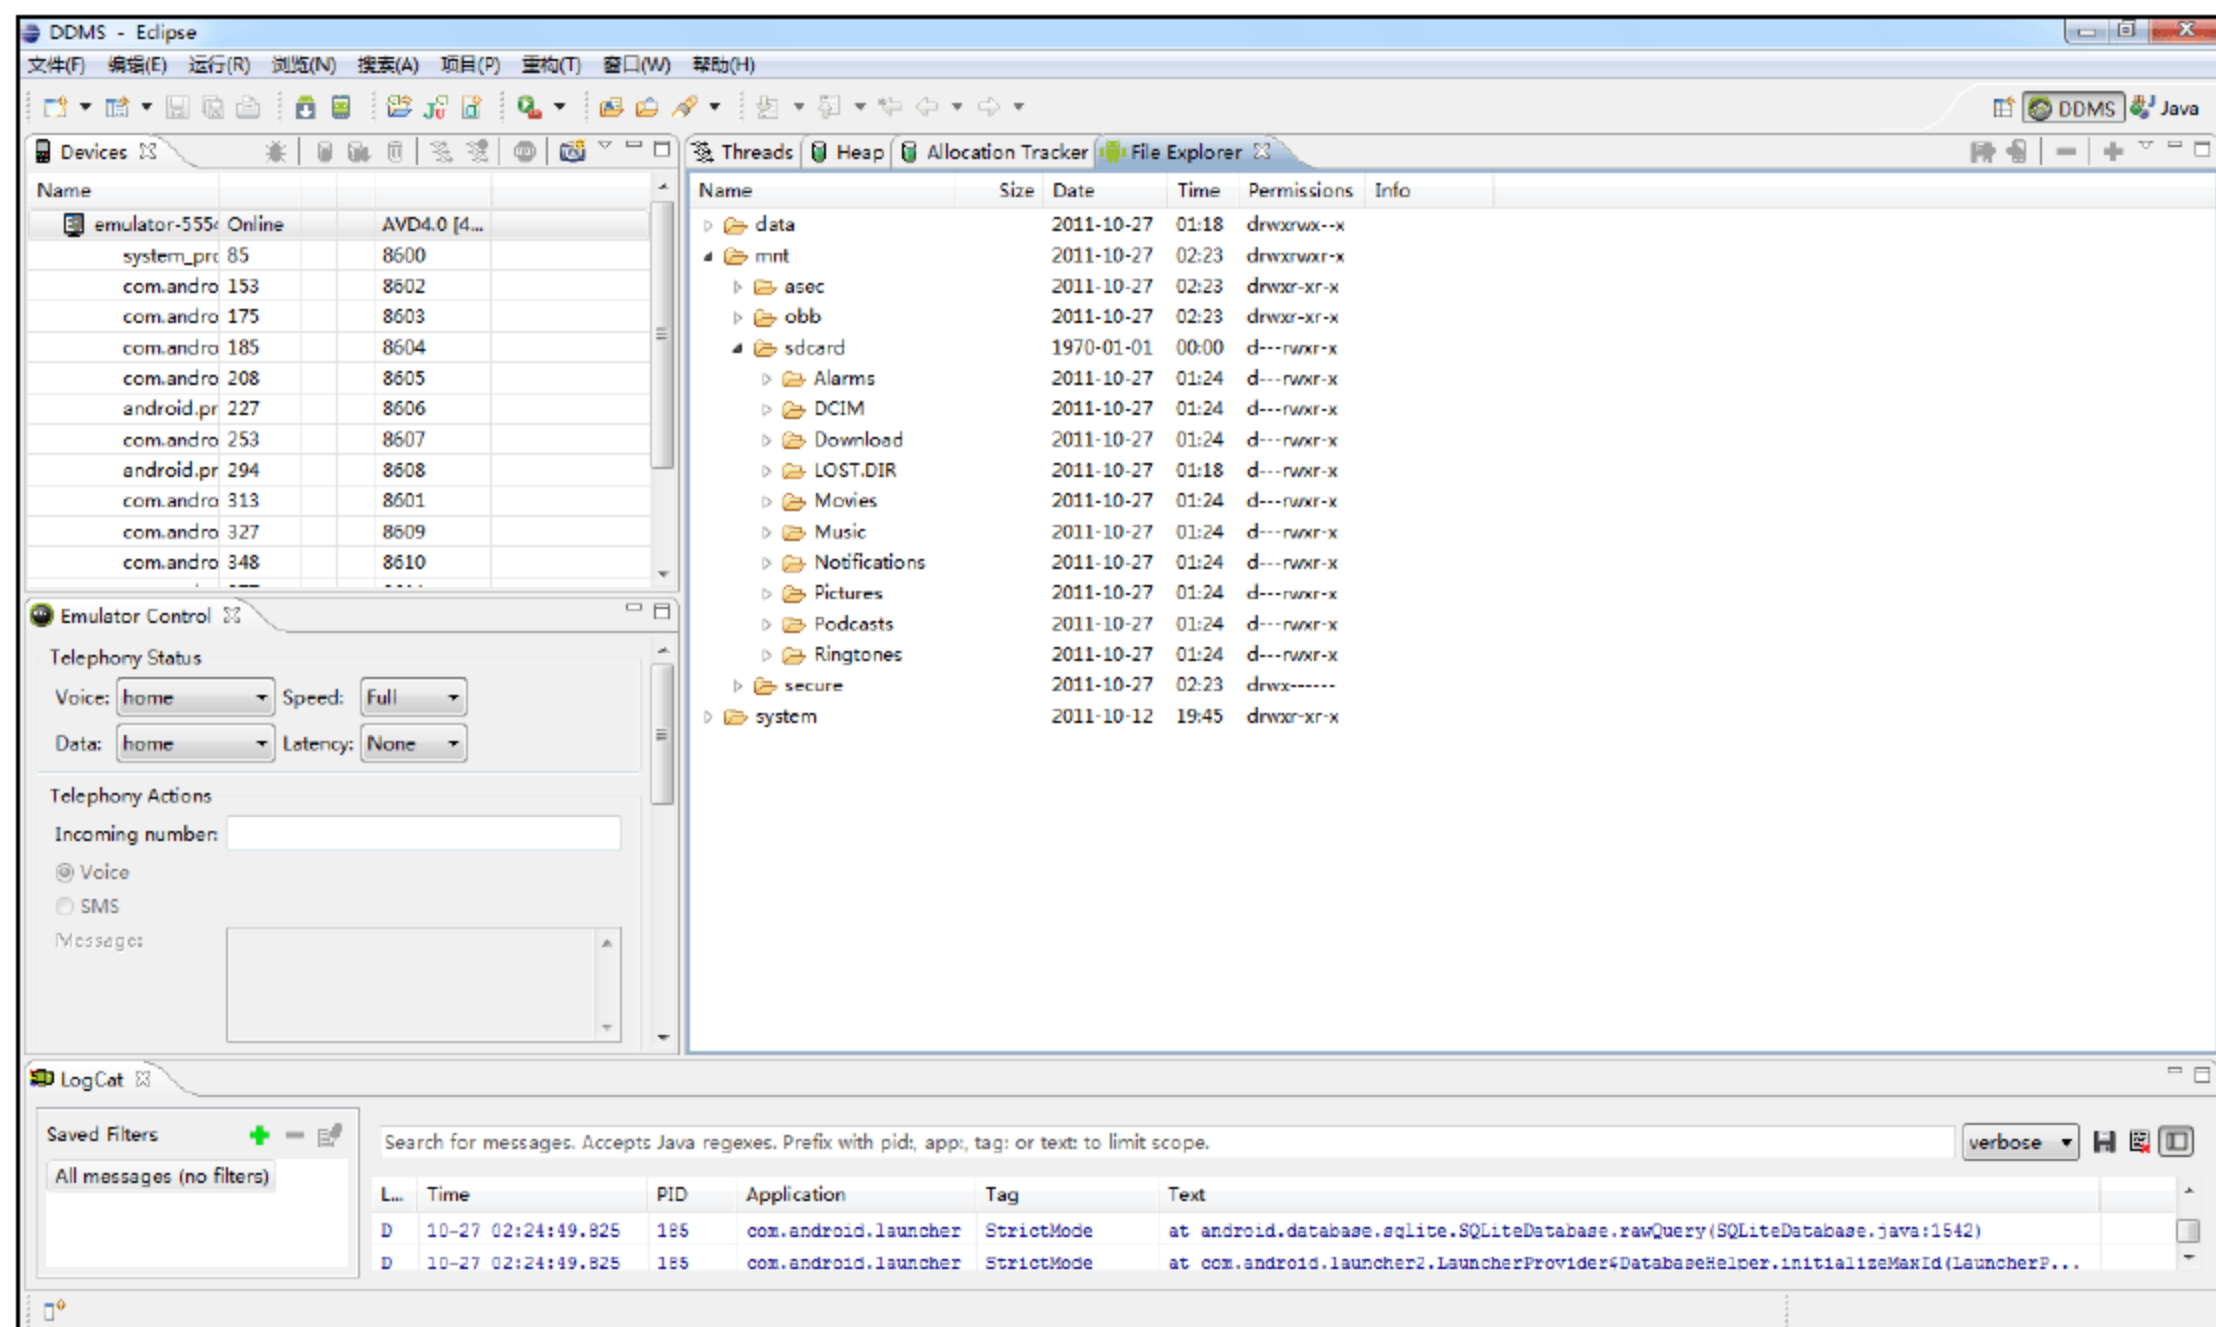 DDMS - Eclipse
文件(F) 编辑(E) 运行(R) 浏览(N) 搜索(A) 项目(P) 重构(T) 窗口(W) 帮助(H)
DDMS Java
Devices
Name
emulator-5554 Online AVD4.0 [4...
system_pro 85 8600
com.andro 153 8602
com.andro 175 8603
com.andro 185 8604
com.andro 208 8605
android.pr 227 8606
com.andro 253 8607
android.pr 294 8608
com.andro 313 8601
com.andro 327 8609
com.andro 348 8610
Emulator Control
Telephony Status
Voice: home Speed: Full
Data: home Latency: None
Telephony Actions
Incoming number:
Voice
SMS
Message:
Threads Heap Allocation Tracker File Explorer
Name Size Date Time Permissions Info
data 2011-10-27 01:18 drwxrwx--x
mnt 2011-10-27 02:23 drwxrwxr-x
asec 2011-10-27 02:23 drwxr-xr-x
obb 2011-10-27 02:23 drwxr-xr-x
sdcard 1970-01-01 00:00 d---rwxr-x
Alarms 2011-10-27 01:24 d---rwxr-x
DCIM 2011-10-27 01:24 d---rwxr-x
Download 2011-10-27 01:24 d---rwxr-x
LOST.DIR 2011-10-27 01:18 d---rwxr-x
Movies 2011-10-27 01:24 d---rwxr-x
Music 2011-10-27 01:24 d---rwxr-x
Notifications 2011-10-27 01:24 d---rwxr-x
Pictures 2011-10-27 01:24 d---rwxr-x
Podcasts 2011-10-27 01:24 d---rwxr-x
Ringtones 2011-10-27 01:24 d---rwxr-x
secure 2011-10-27 02:23 drwx------
system 2011-10-12 19:45 drwxr-xr-x
LogCat
Saved Filters
All messages (no filters)
Search for messages. Accepts Java regexes. Prefix with pid:, app:, tag: or text: to limit scope. verbose
L... Time PID Application Tag Text
D 10-27 02:24:49.825 185 com.android.launcher StrictMode at android.database.sqlite.SQLiteDatabase.rawQuery(SQLiteDatabase.java:1542)
D 10-27 02:24:49.825 185 com.android.launcher StrictMode at com.android.launcher2.LauncherProvider$DatabaseHelper.initializeMaxId(LauncherP...